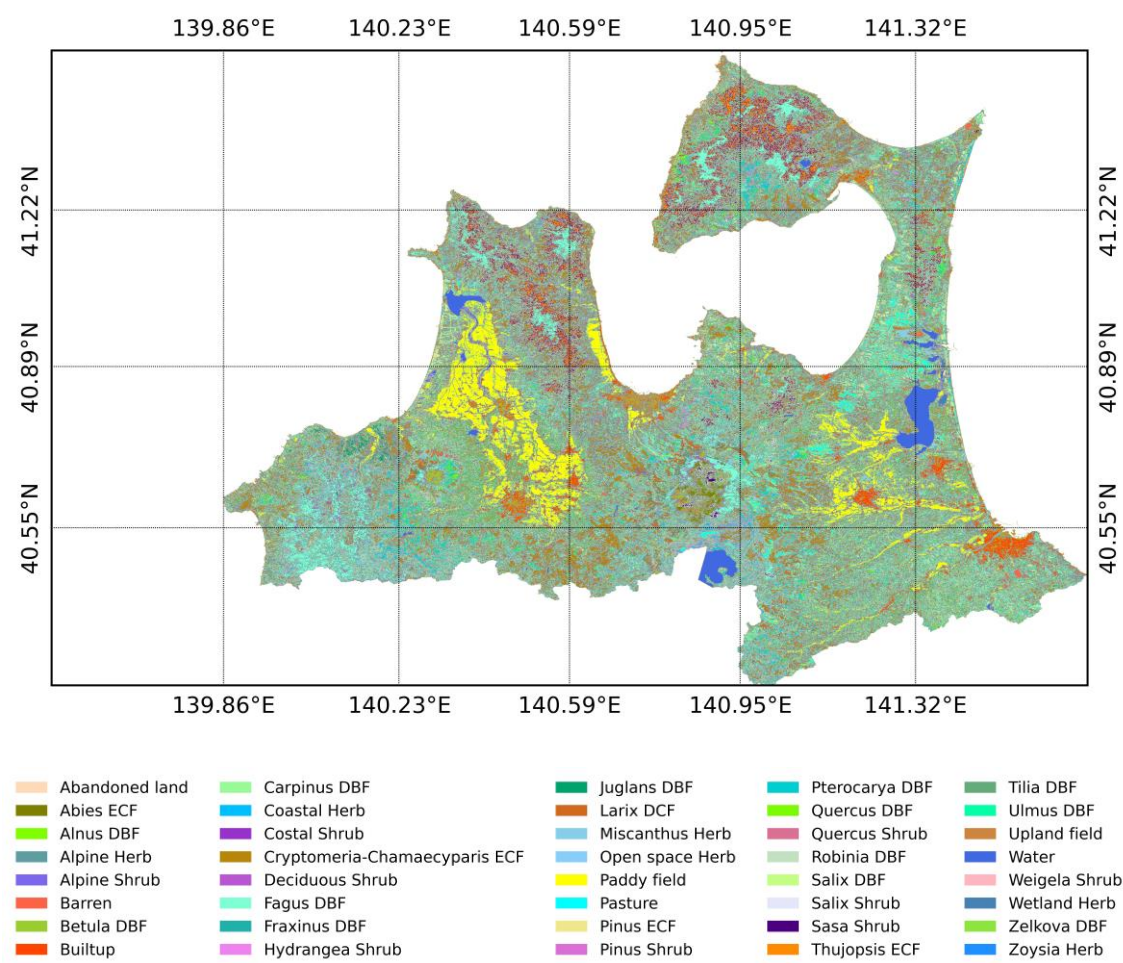 139.86°E 140.23°E 140.59°E 140.95°E 141.32°E
41.22°N 41.22°N
40.89°N 40.89°N
40.55°N 40.55°N
139.86°E 140.23°E 140.59°E 140.95°E 141.32°E
Abandoned land Carpinus DBF Juglans DBF Pterocarya DBF Tilia DBF
Abies ECF Coastal Herb Larix DCF Quercus DBF Ulmus DBF
Alnus DBF Costal Shrub Miscanthus Herb Quercus Shrub Upland field
Alpine Herb Cryptomeria-Chamaecyparis ECF Open space Herb Robinia DBF Water
Alpine Shrub Deciduous Shrub Paddy field Salix DBF Weigela Shrub
Barren Fagus DBF Pasture Salix Shrub Wetland Herb
Betula DBF Fraxinus DBF Pinus ECF Sasa Shrub Zelkova DBF
Builtup Hydrangea Shrub Pinus Shrub Thujopsis ECF Zoysia Herb